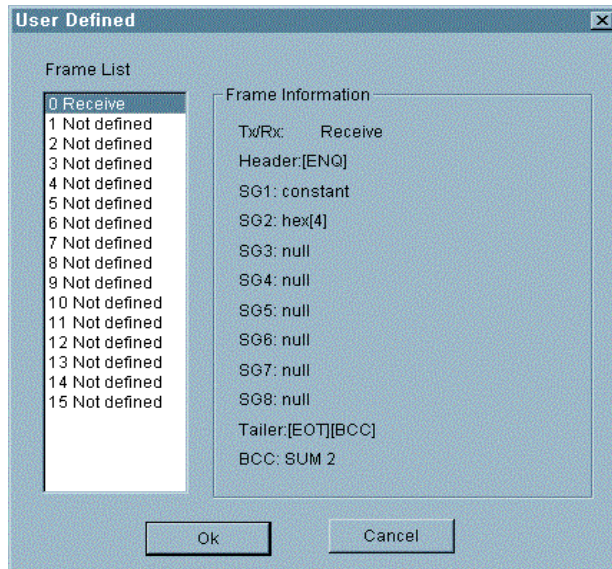 User Defined
Frame List
0 Receive
1 Not defined
2 Not defined
3 Not defined
4 Not defined
5 Not defined
6 Not defined
7 Not defined
8 Not defined
9 Not defined
10 Not defined
11 Not defined
12 Not defined
13 Not defined
14 Not defined
15 Not defined
Frame Information
Tx/Rx: Receive
Header:[ENQ]
SG1: constant
SG2: hex[4]
SG3: null
SG4: null
SG5: null
SG6: null
SG7: null
SG8: null
Tailer:[EOT][BCC]
BCC: SUM 2
Ok
Cancel